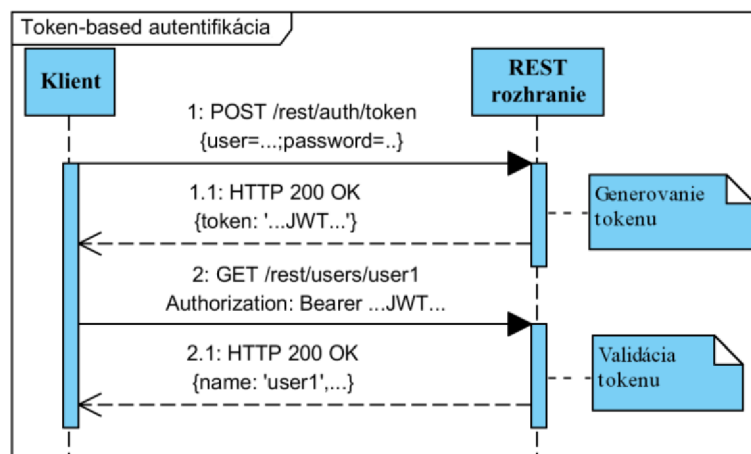 Token-based autentifikácia
Klient
REST
rozhranie
1: POST /rest/auth/token
{user=...;password=..}
1.1: HTTP 200 OK
{token: '...JWT...'}
Generovanie
tokenu
2: GET /rest/users/user1
Authorization: Bearer ...JWT...
2.1: HTTP 200 OK
{name: 'user1',...}
Validácia
tokenu